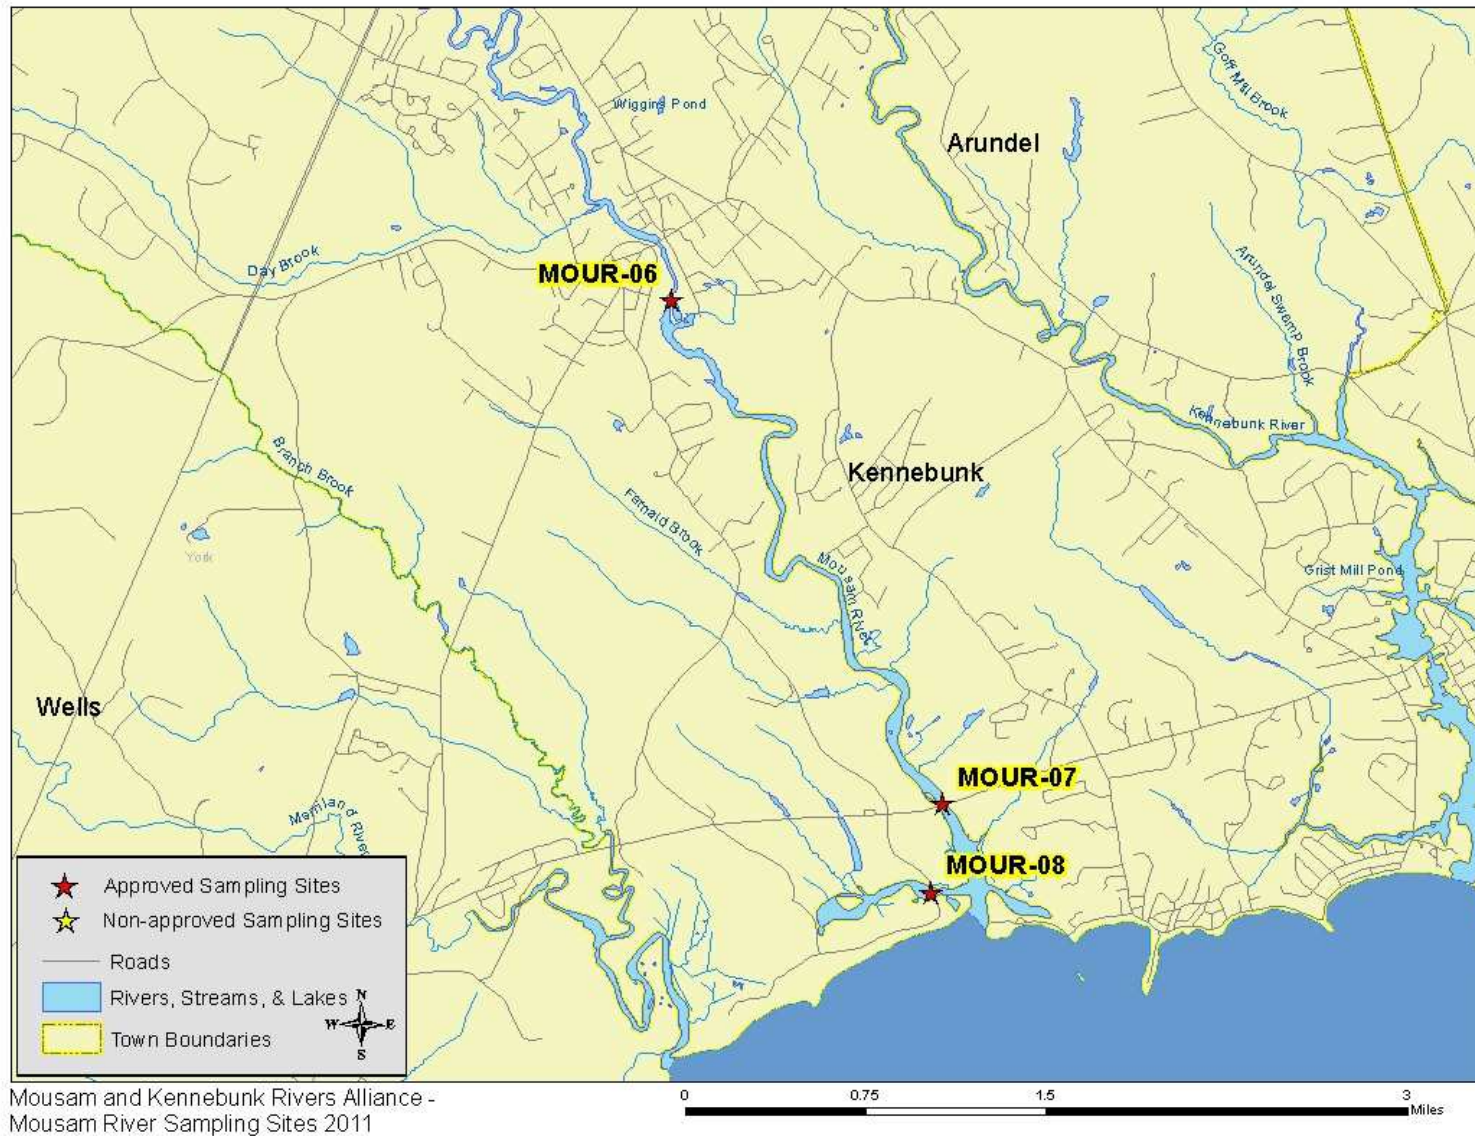 Goff Mill Brook
Wiggins Pond
Arundel
Day Brook
MOUR-06
Arundel Swamp Brook
Kennebunk River
Branch Brook
Kennebunk
Fernald Brook
York
Mousam River
Grist Mill Pond
Wells
MOUR-07
Merriland River
MOUR-08
Approved Sampling Sites
Non-approved Sampling Sites
Roads
Rivers, Streams, & Lakes
N
W E
S
Town Boundaries
Mousam and Kennebunk Rivers Alliance -
Mousam River Sampling Sites 2011
0 0.75 1.5 3
Miles